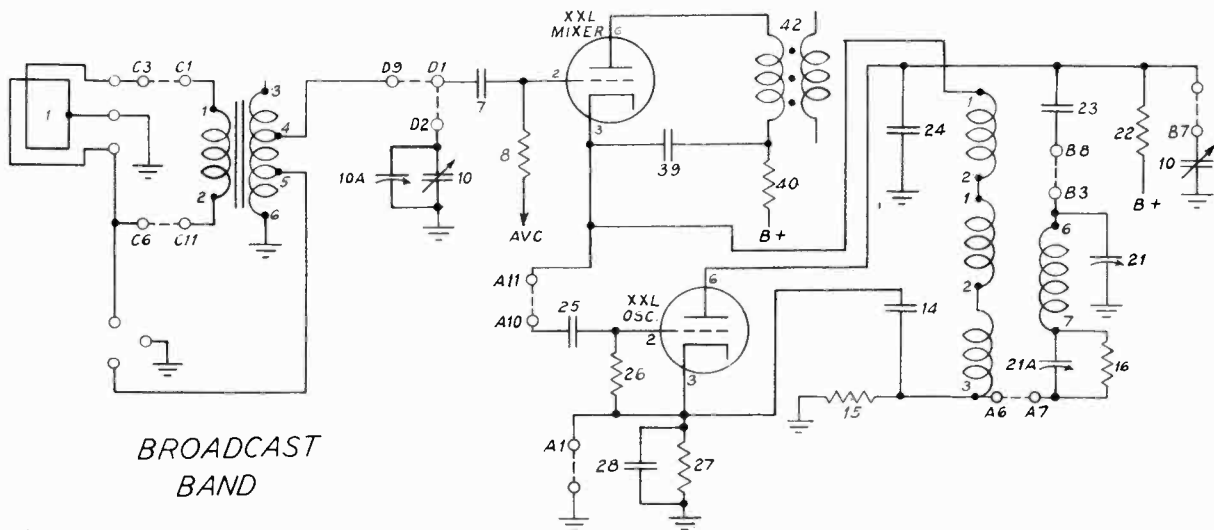 XXL
MIXER
42
6
C3
C1
D9
D1
7
2
3
1
1
3
4
5
2
6
D2
10A
10
8
AVC
39
40
B+
C6
C11
A11
A10
25
XXL
OSC.
6
2
3
26
14
15
A1
28
27
24
1
2
1
2
3
23
B8
B3
6
7
21
21A
16
A6
A7
22
B+
B7
10
BROADCAST
BAND